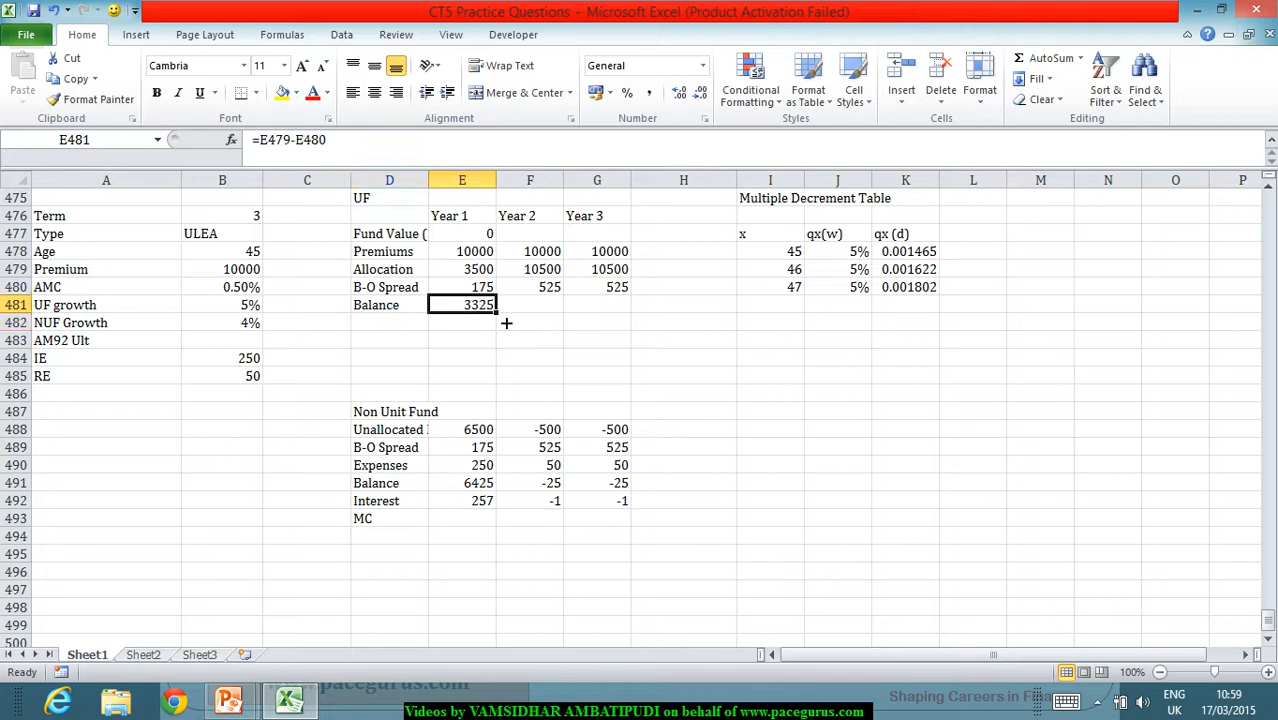 CT5 Practice Questions - Microsoft Excel (Product Activation Failed)
File Home Insert Page Layout Formulas Data Review View Developer
Cut Cambria 11 Wrap Text General AutoSum
Paste Copy Merge & Center Conditional Formatting Format as Table Cell Styles Insert Delete Format Fill Sort & Filter Find & Select
Format Painter Clear
Clipboard Font Alignment Number Styles Cells Editing
E481 fx =E479-E480
A B C D E F G H I J K L M N O P
475 UF Multiple Decrement Table
476 Term 3 Year 1 Year 2 Year 3
477 Type ULEA Fund Value ( 0 x qx(w) qx (d)
478 Age 45 Premiums 10000 10000 10000 45 5% 0.001465
479 Premium 10000 Allocation 3500 10500 10500 46 5% 0.001622
480 AMC 0.50% B-O Spread 175 525 525 47 5% 0.001802
481 UF growth 5% Balance 3325
482 NUF Growth 4%
483 AM92 Ult
484 IE 250
485 RE 50
486
487 Non Unit Fund
488 Unallocated 6500 -500 -500
489 B-O Spread 175 525 525
490 Expenses 250 50 50
491 Balance 6425 -25 -25
492 Interest 257 -1 -1
493 MC
494
495
496
497
498
499
500
Sheet1 Sheet2 Sheet3
Ready 100%
www.pacegurus.com Shaping Careers in Fin
ENG 10:59
UK 17/03/2015
Videos by VAMSIDHAR AMBATIPUDI on behalf of www.pacegurus.com